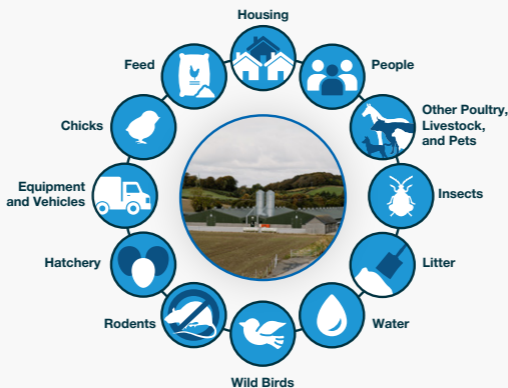 Housing
People
Other Poultry,
Livestock,
and Pets
Insects
Litter
Water
Wild Birds
Rodents
Hatchery
Equipment
and Vehicles
Chicks
Feed